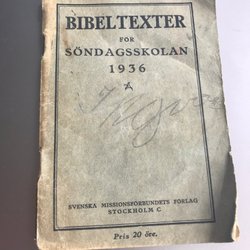 BIBELTEXTER
FÖR
SÖNDAGSSKOLAN
1936
SVENSKA MISSIONSFÖRBUNDETS FÖRLAG
STOCKHOLM C
Pris 20 öre.